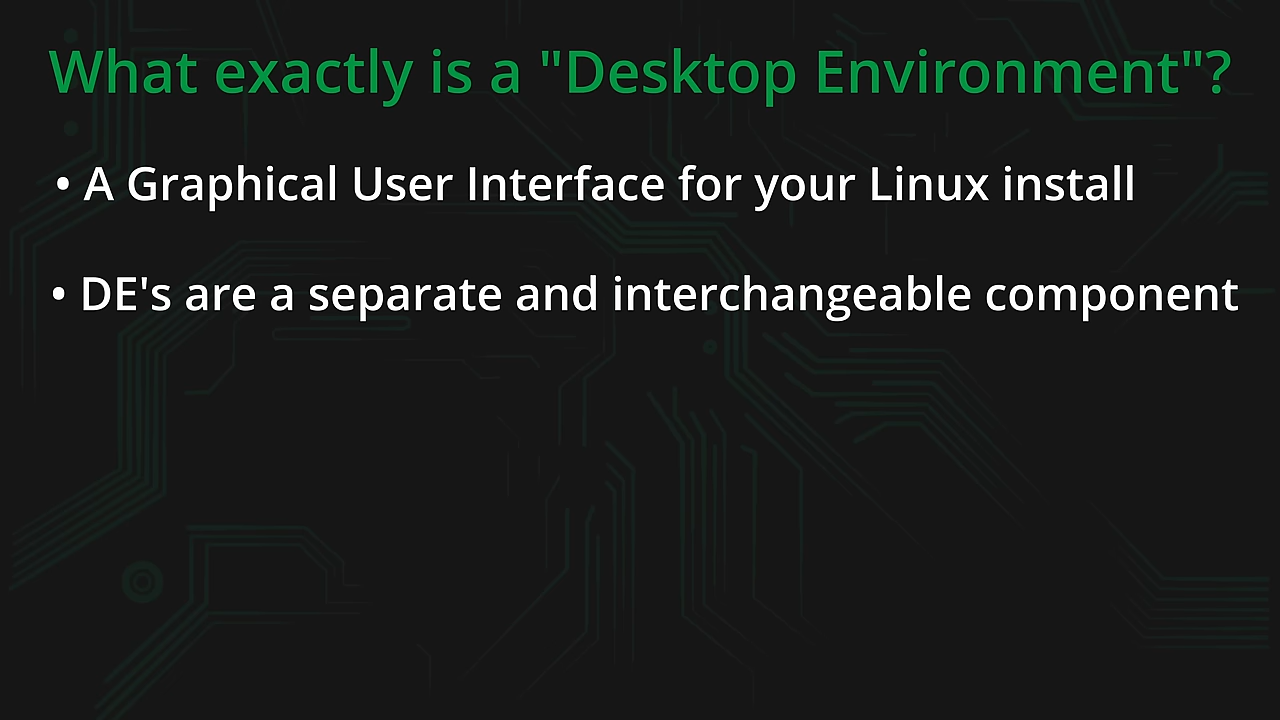 What exactly is a "Desktop Environment"?
• A Graphical User Interface for your Linux install
• DE's are a separate and interchangeable component